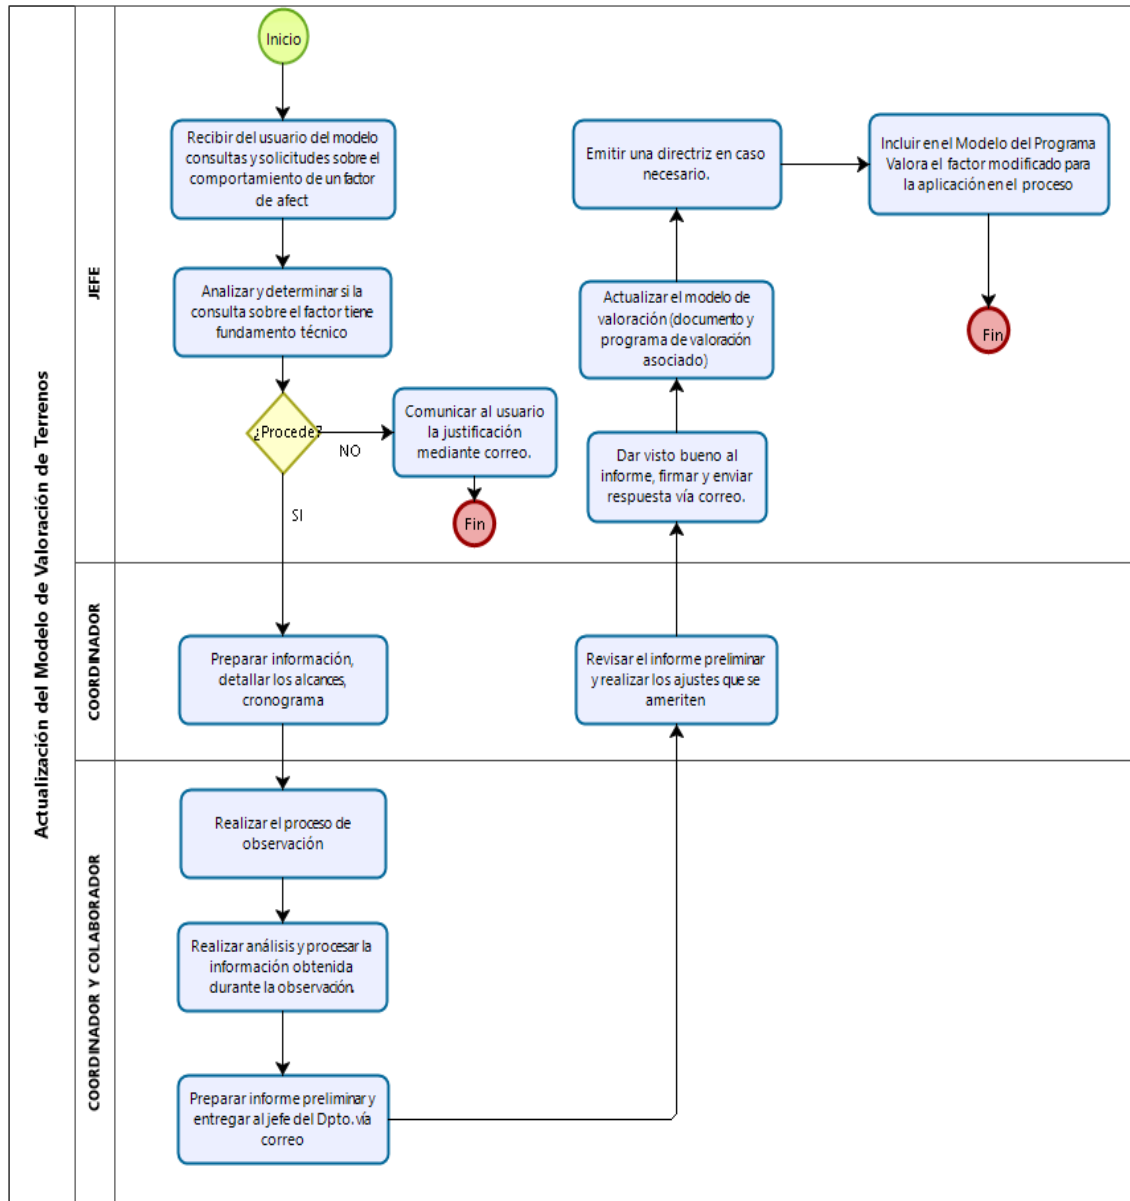 Actualización del Modelo de Valoración de Terrenos
JEFE
Inicio
Recibir del usuario del modelo
consultas y solicitudes sobre el
comportamiento de un factor
de afect
Analizar y determinar si la
consulta sobre el factor tiene
fundamento técnico
¿Procede?
NO
SI
Comunicar al usuario
la justificación
mediante correo.
Fin
Emitir una directriz en caso
necesario.
Incluir en el Modelo del Programa
Valora el factor modificado para
la aplicación en el proceso
Fin
Actualizar el modelo de
valoración (documento y
programa de valoración
asociado)
Dar visto bueno al
informe, firmar y enviar
respuesta vía correo.
COORDINADOR
Preparar información,
detallar los alcances,
cronograma
Revisar el informe preliminar
y realizar los ajustes que se
ameriten
COORDINADOR Y COLABORADOR
Realizar el proceso de
observación
Realizar análisis y procesar la
información obtenida
durante la observación.
Preparar informe preliminar y
entregar al jefe del Dpto. vía
correo